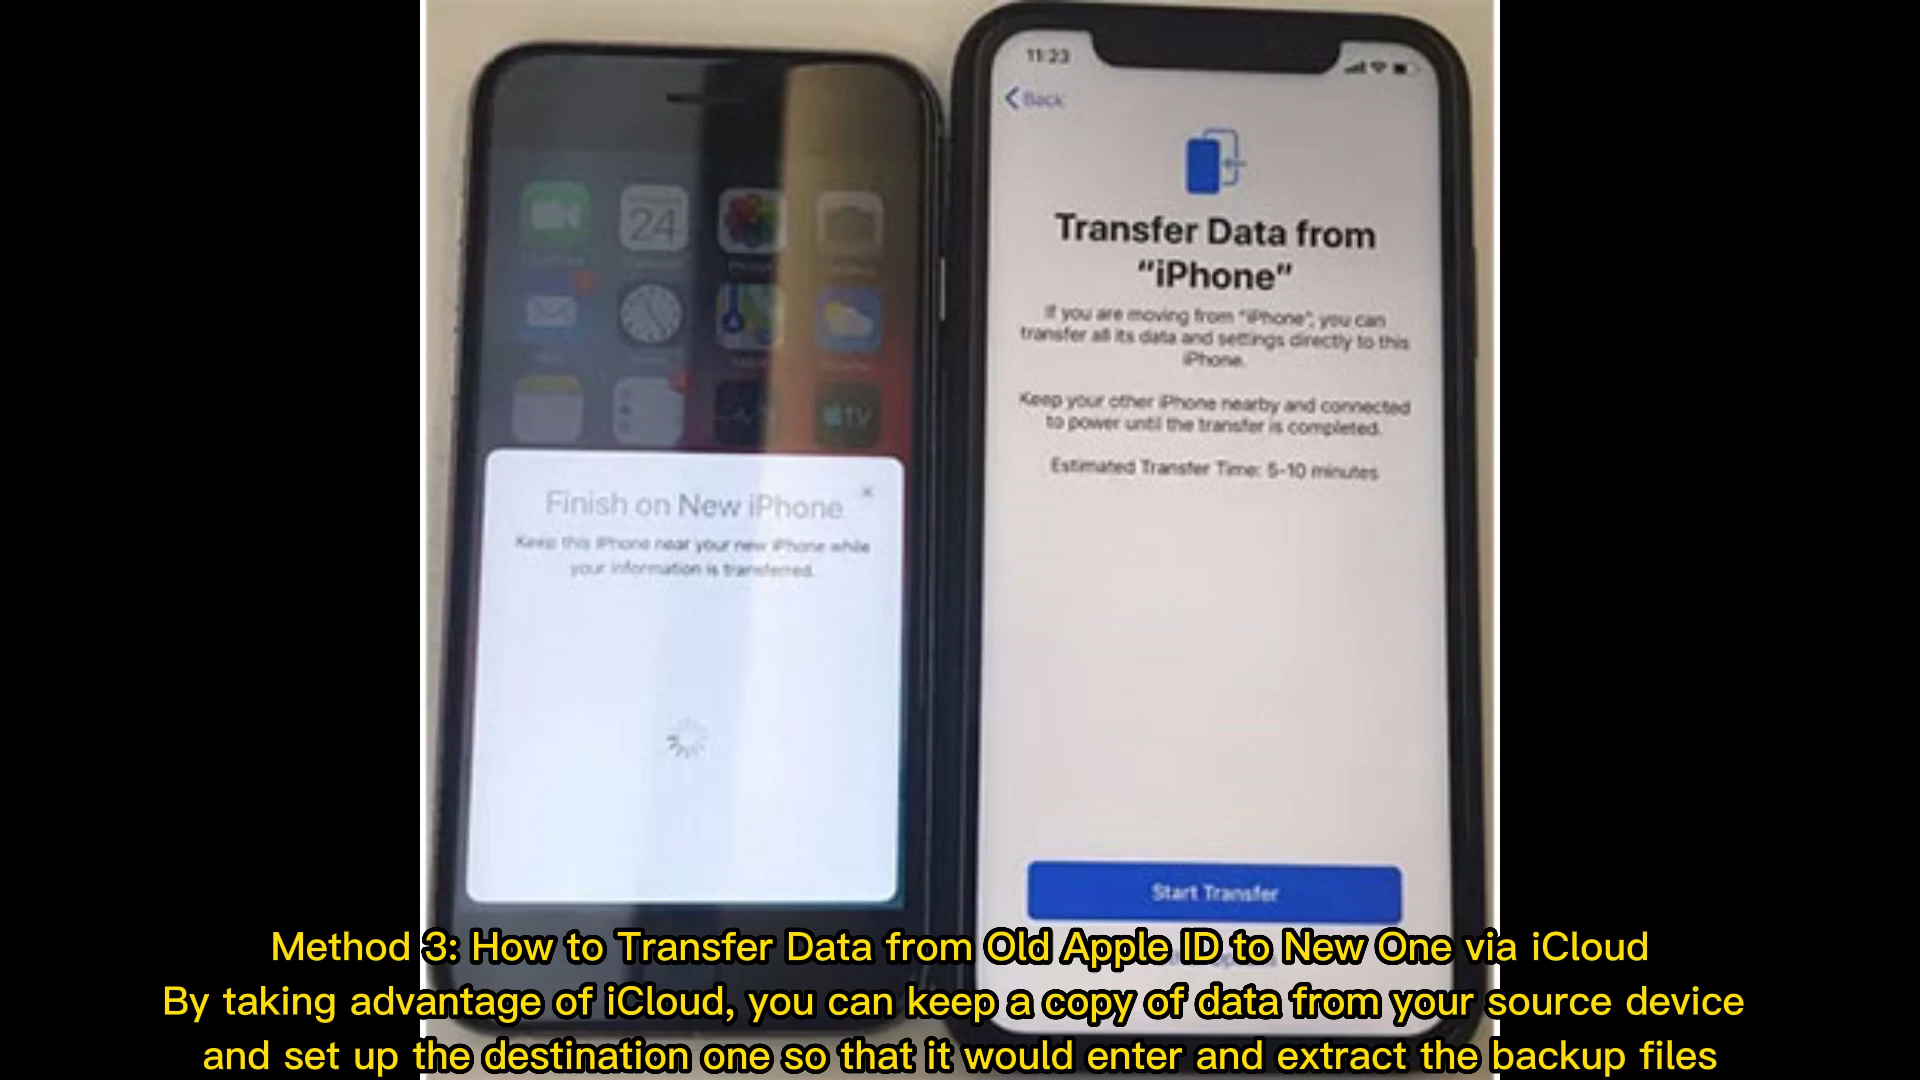 11:23
Back
24
Transfer Data from
“iPhone”
If you are moving from “iPhone”, you can
transfer all its data and settings directly to this
iPhone.
Keep your other iPhone nearby and connected
to power until the transfer is completed.
Estimated Transfer Time: 5-10 minutes
tv
Finish on New iPhone
Keep this iPhone near your new iPhone while
your information is transferred.
Start Transfer
Method 3: How to Transfer Data from Old Apple ID to New One via iCloud
By taking advantage of iCloud, you can keep a copy of data from your source device
and set up the destination one so that it would enter and extract the backup files